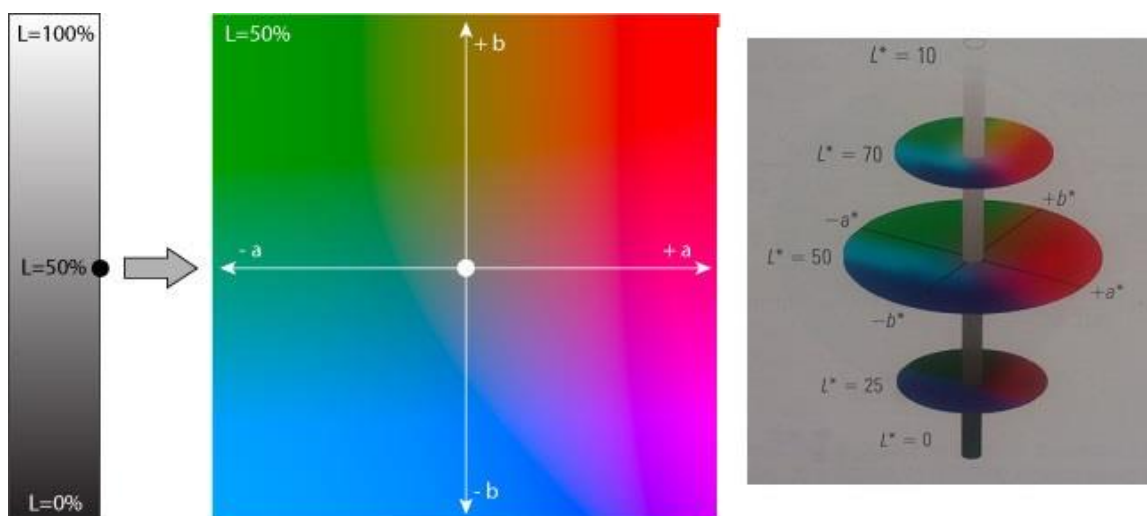 L=100%
L=50%
L=0%
L=50%
+ b
- a
+ a
- b
L* = 10
L* = 70
+b*
-a*
L* = 50
+a*
-b*
L* = 25
L* = 0